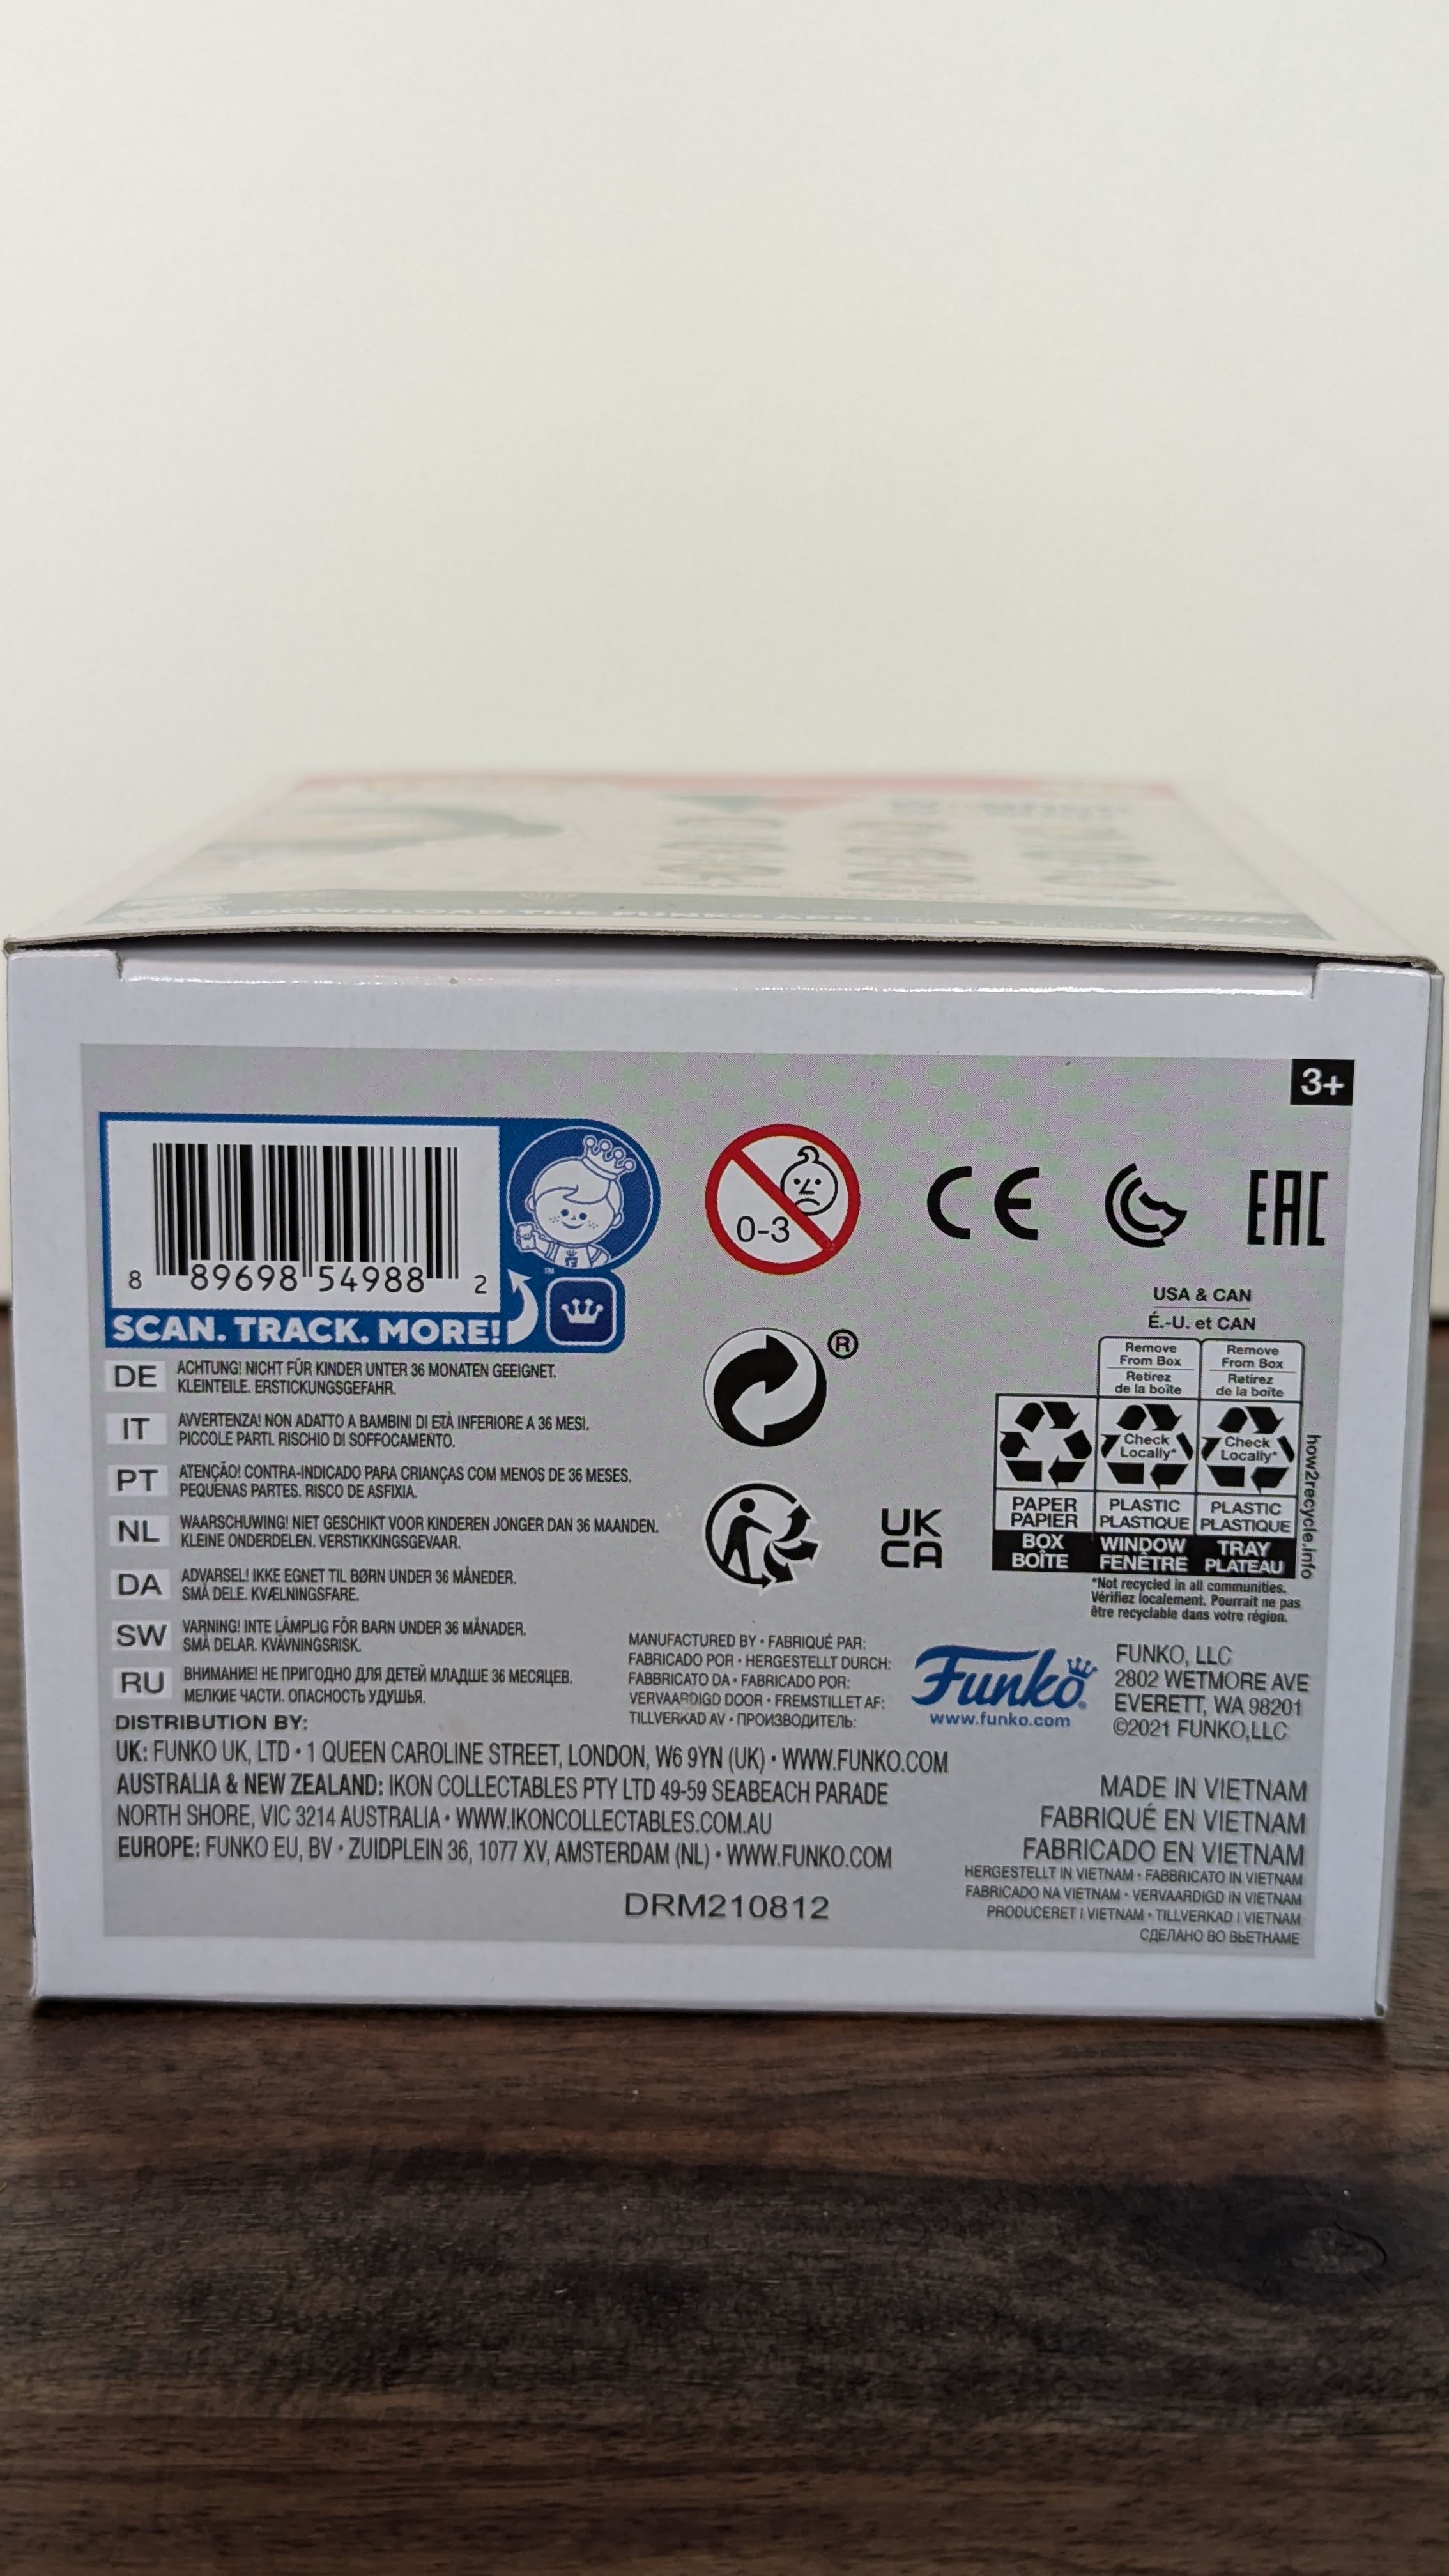 DOWNLOAD THE FUNKO APP!
3+
8 89698 54988 2
™
SCAN. TRACK. MORE!
0-3
CE
EAC
®
USA & CAN
É.-U. et CAN
Remove
From Box
Retirez
de la boîte
Remove
From Box
Retirez
de la boîte
Check
Locally*
Check
Locally*
PAPER
PAPIER
PLASTIC
PLASTIQUE
PLASTIC
PLASTIQUE
BOX
BOÎTE
WINDOW
FENÊTRE
TRAY
PLATEAU
how2recycle.info
*Not recycled in all communities.
Vérifiez localement. Pourrait ne pas
être recyclable dans votre région.
UK
CA
DE ACHTUNG! NICHT FÜR KINDER UNTER 36 MONATEN GEEIGNET.
KLEINTEILE. ERSTICKUNGSGEFAHR.
IT AVVERTENZA! NON ADATTO A BAMBINI DI ETÀ INFERIORE A 36 MESI.
PICCOLE PARTI. RISCHIO DI SOFFOCAMENTO.
PT ATENÇÃO! CONTRA-INDICADO PARA CRIANÇAS COM MENOS DE 36 MESES.
PEQUENAS PARTES. RISCO DE ASFIXIA.
NL WAARSCHUWING! NIET GESCHIKT VOOR KINDEREN JONGER DAN 36 MAANDEN.
KLEINE ONDERDELEN. VERSTIKKINGSGEVAAR.
DA ADVARSEL! IKKE EGNET TIL BØRN UNDER 36 MÅNEDER.
SMÅ DELE. KVÆLNINGSFARE.
SW VARNING! INTE LÄMPLIG FÖR BARN UNDER 36 MÅNADER.
SMÅ DELAR. KVÄVNINGSRISK.
RU ВНИМАНИЕ! НЕ ПРИГОДНО ДЛЯ ДЕТЕЙ МЛАДШЕ 36 МЕСЯЦЕВ.
МЕЛКИЕ ЧАСТИ. ОПАСНОСТЬ УДУШЬЯ.
MANUFACTURED BY • FABRIQUÉ PAR:
FABRICADO POR • HERGESTELLT DURCH:
FABBRICATO DA • FABRICADO POR:
VERVAARDIGD DOOR • FREMSTILLET AF:
TILLVERKAD AV • ПРОИЗВОДИТЕЛЬ:
Funko®
www.funko.com
FUNKO, LLC
2802 WETMORE AVE
EVERETT, WA 98201
©2021 FUNKO,LLC
DISTRIBUTION BY:
UK: FUNKO UK, LTD • 1 QUEEN CAROLINE STREET, LONDON, W6 9YN (UK) • WWW.FUNKO.COM
AUSTRALIA & NEW ZEALAND: IKON COLLECTABLES PTY LTD 49-59 SEABEACH PARADE
NORTH SHORE, VIC 3214 AUSTRALIA • WWW.IKONCOLLECTABLES.COM.AU
EUROPE: FUNKO EU, BV • ZUIDPLEIN 36, 1077 XV, AMSTERDAM (NL) • WWW.FUNKO.COM
MADE IN VIETNAM
FABRIQUÉ EN VIETNAM
FABRICADO EN VIETNAM
HERGESTELLT IN VIETNAM • FABBRICATO IN VIETNAM
FABRICADO NA VIETNAM • VERVAARDIGD IN VIETNAM
PRODUCERET I VIETNAM • TILLVERKAD I VIETNAM
СДЕЛАНО ВО ВЬЕТНАМЕ
DRM210812